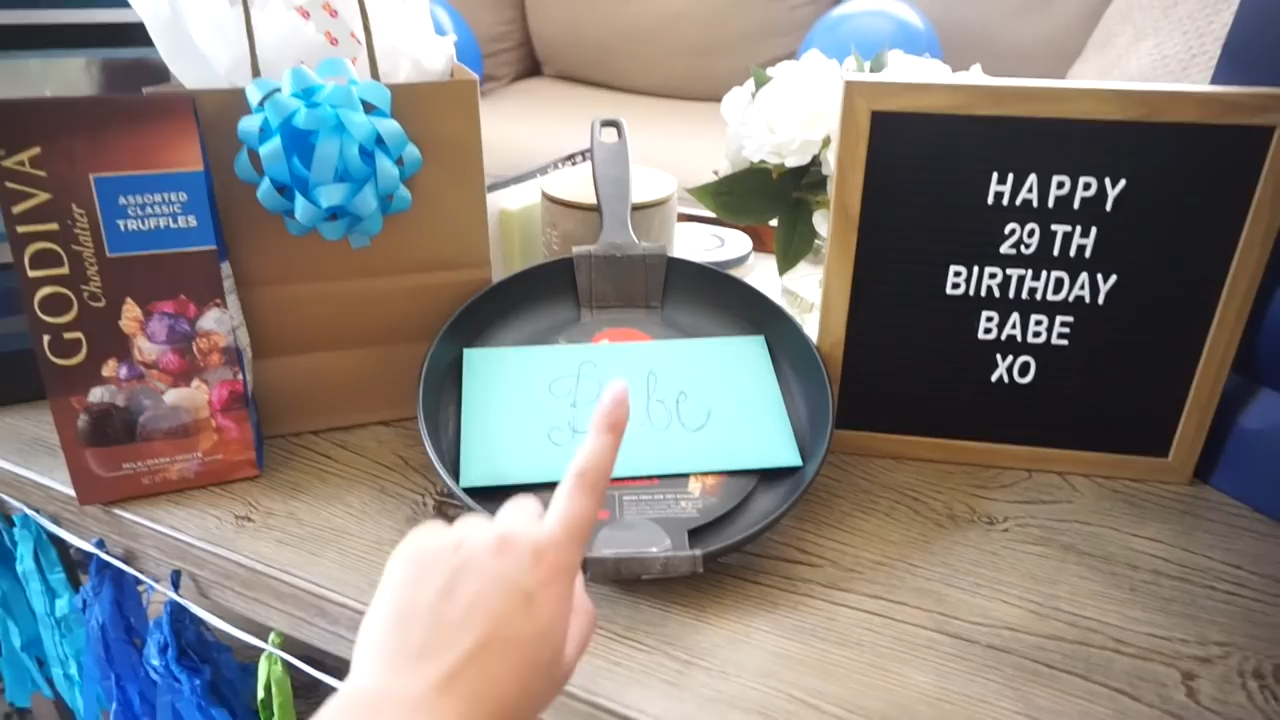 GODIVA
Chocolatier
ASSORTED
CLASSIC
TRUFFLES
MILK•DARK•WHITE
Babe
HAPPY
29 TH
BIRTHDAY
BABE
XO